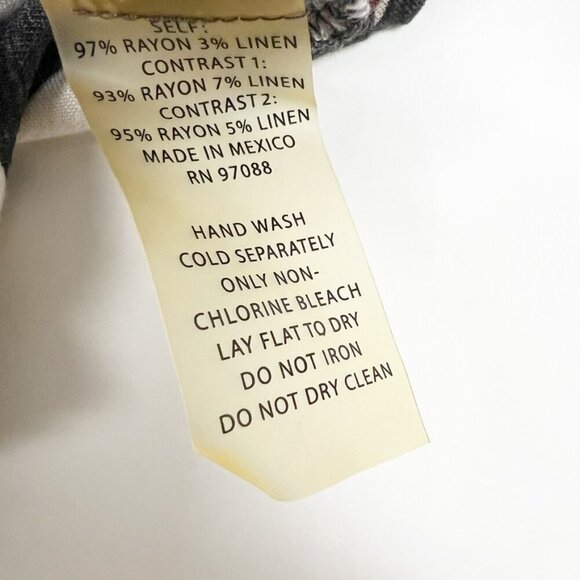 SELF:
97% RAYON 3% LINEN
CONTRAST 1:
93% RAYON 7% LINEN
CONTRAST 2:
95% RAYON 5% LINEN
MADE IN MEXICO
RN 97088
HAND WASH
COLD SEPARATELY
ONLY NON-
CHLORINE BLEACH
LAY FLAT TO DRY
DO NOT IRON
DO NOT DRY CLEAN